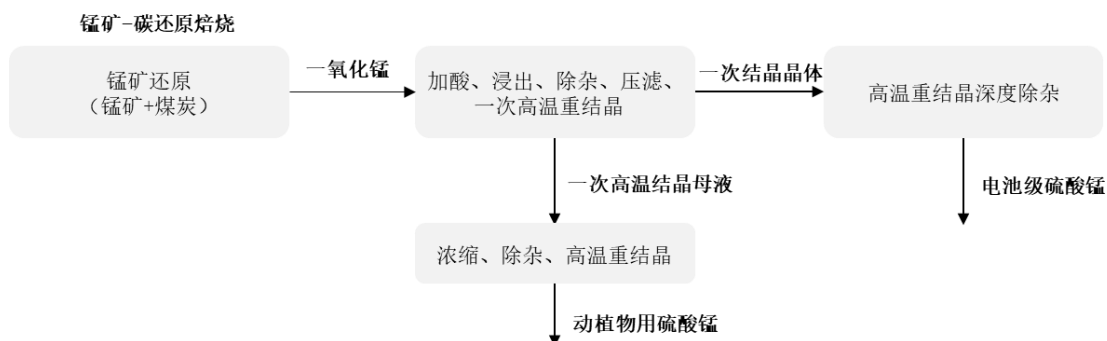 锰矿-碳还原焙烧
锰矿还原
（锰矿+煤炭）
一氧化锰
加酸、浸出、除杂、压滤、
一次高温重结晶
一次结晶晶体
高温重结晶深度除杂
一次高温结晶母液
电池级硫酸锰
浓缩、除杂、高温重结晶
动植物用硫酸锰